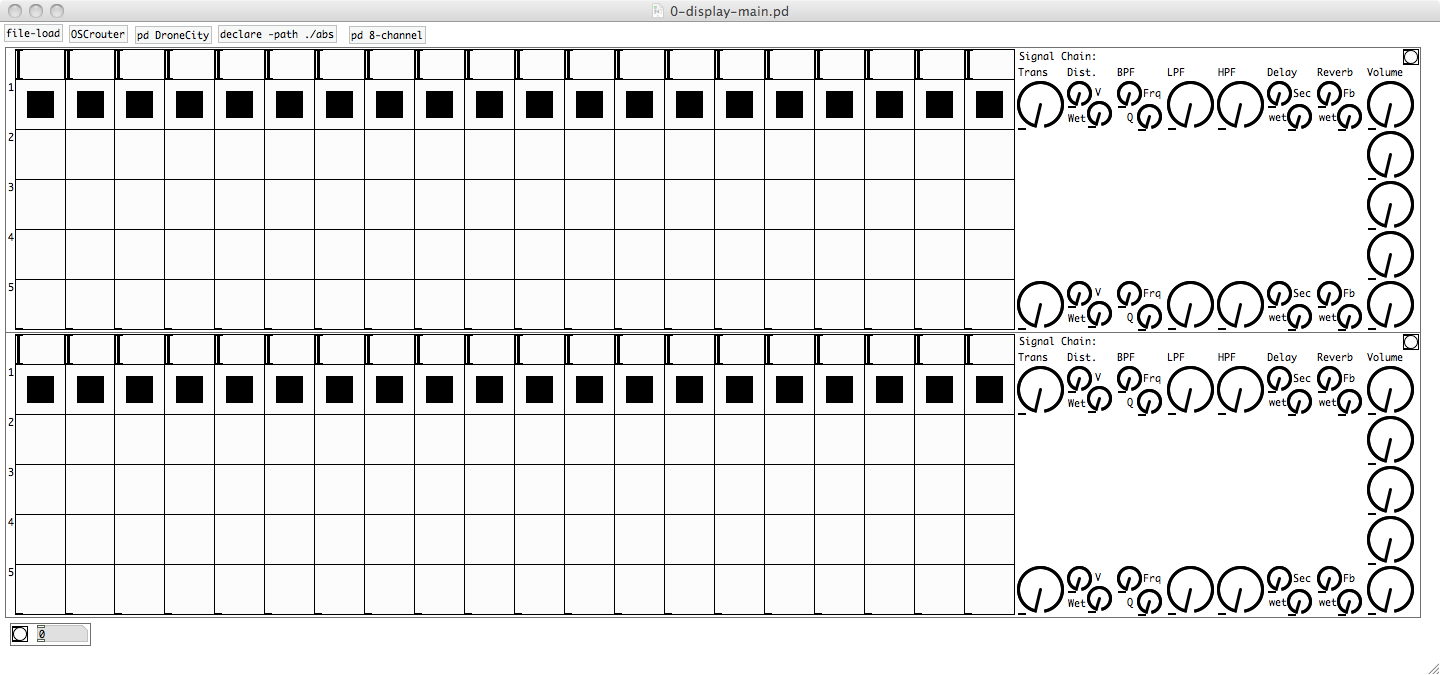 0-display-main.pd
file-load OSCrouter pd DroneCity declare -path ./abs pd 8-channel
Signal Chain:
Trans Dist. BPF LPF HPF Delay Reverb Volume
1 V Frq Sec Fb
Wet Q wet wet
2
3
4
5 V Frq Sec Fb
Wet Q wet wet
Signal Chain:
Trans Dist. BPF LPF HPF Delay Reverb Volume
1 V Frq Sec Fb
Wet Q wet wet
2
3
4
5 V Frq Sec Fb
Wet Q wet wet
0